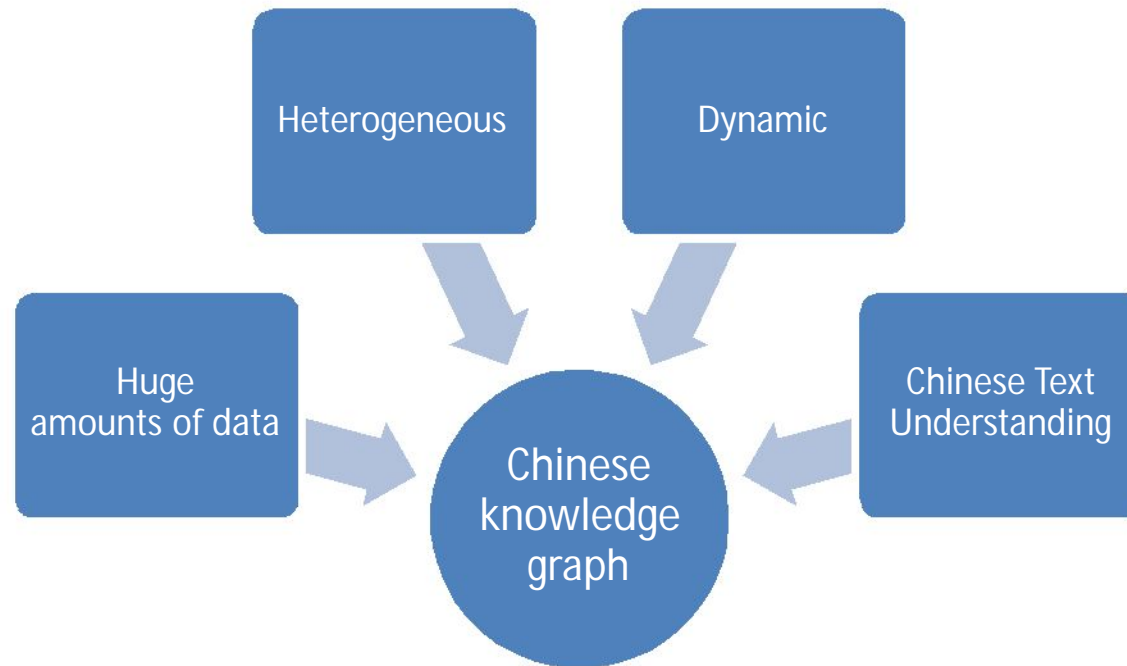 Heterogeneous
Dynamic
Huge
amounts of data
Chinese Text
Understanding
Chinese
knowledge
graph